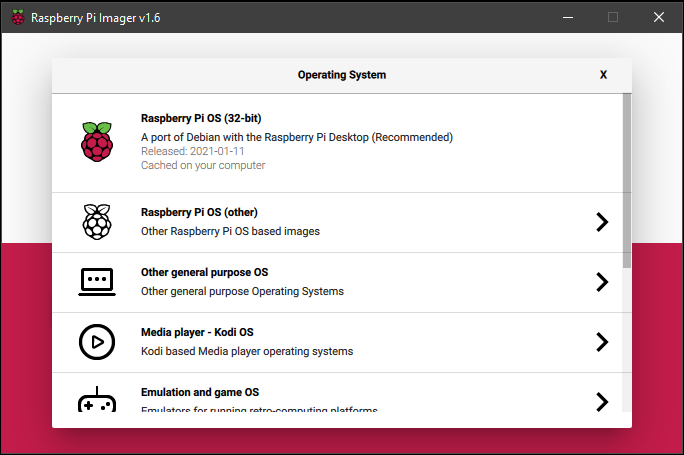 Raspberry Pi Imager v1.6
Operating System
X
Raspberry Pi OS (32-bit)
A port of Debian with the Raspberry Pi Desktop (Recommended)
Released: 2021-01-11
Cached on your computer
Raspberry Pi OS (other)
Other Raspberry Pi OS based images
Other general purpose OS
Other general purpose Operating Systems
Media player - Kodi OS
Kodi based Media player operating systems
Emulation and game OS
Emulators for running retro-computing platforms